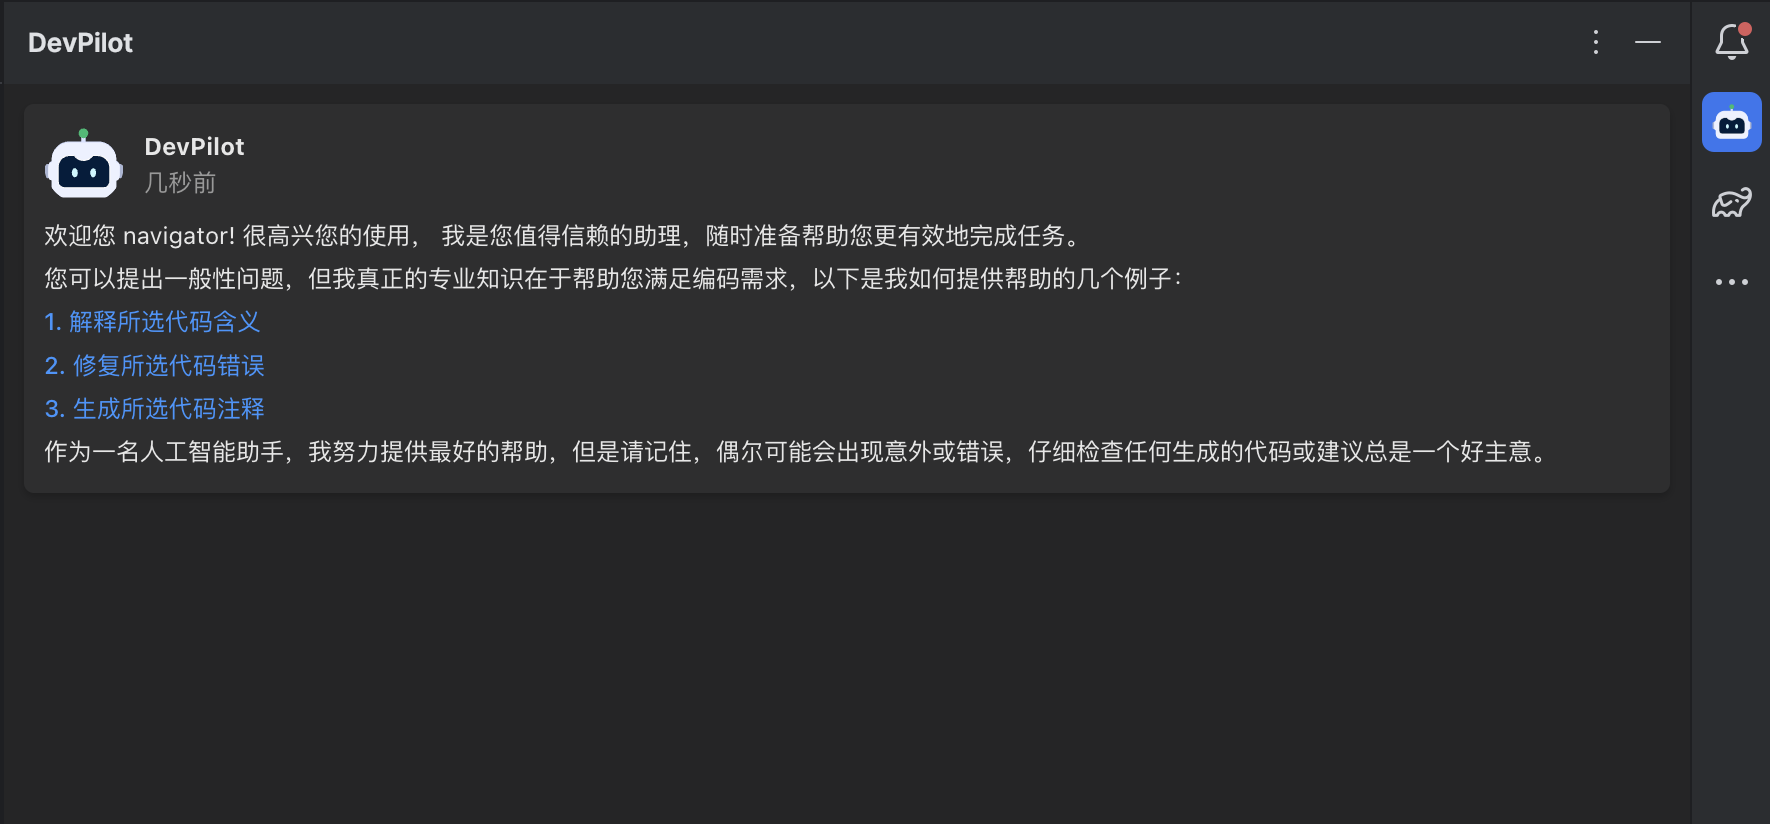 DevPilot
DevPilot
几秒前
欢迎您 navigator! 很高兴您的使用， 我是您值得信赖的助理，随时准备帮助您更有效地完成任务。
您可以提出一般性问题，但我真正的专业知识在于帮助您满足编码需求，以下是我如何提供帮助的几个例子：
1. 解释所选代码含义
2. 修复所选代码错误
3. 生成所选代码注释
作为一名人工智能助手，我努力提供最好的帮助，但是请记住，偶尔可能会出现意外或错误，仔细检查任何生成的代码或建议总是一个好主意。